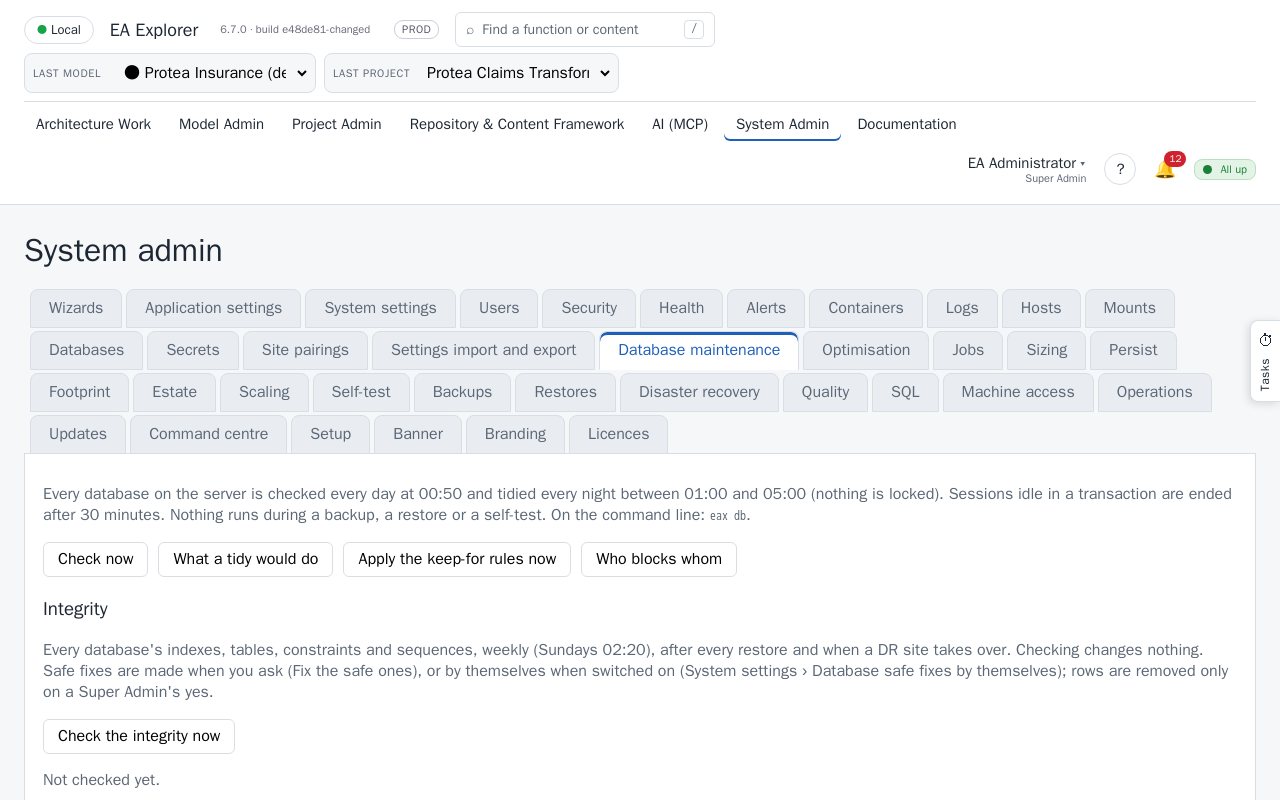 Local
EA Explorer
6.7.0 · build e48de81-changed
PROD
Find a function or content
/
LAST MODEL
Protea Insurance (de
LAST PROJECT
Protea Claims Transfor
Architecture Work
Model Admin
Project Admin
Repository & Content Framework
AI (MCP)
System Admin
Documentation
EA Administrator
Super Admin
?
12
All up
System admin
Wizards
Application settings
System settings
Users
Security
Health
Alerts
Containers
Logs
Hosts
Mounts
Databases
Secrets
Site pairings
Settings import and export
Database maintenance
Optimisation
Jobs
Sizing
Persist
Footprint
Estate
Scaling
Self-test
Backups
Restores
Disaster recovery
Quality
SQL
Machine access
Operations
Updates
Command centre
Setup
Banner
Branding
Licences
Tasks
Every database on the server is checked every day at 00:50 and tidied every night between 01:00 and 05:00 (nothing is locked). Sessions idle in a transaction are ended
after 30 minutes. Nothing runs during a backup, a restore or a self-test. On the command line: eax db.
Check now
What a tidy would do
Apply the keep-for rules now
Who blocks whom
Integrity
Every database's indexes, tables, constraints and sequences, weekly (Sundays 02:20), after every restore and when a DR site takes over. Checking changes nothing.
Safe fixes are made when you ask (Fix the safe ones), or by themselves when switched on (System settings › Database safe fixes by themselves); rows are removed only
on a Super Admin's yes.
Check the integrity now
Not checked yet.